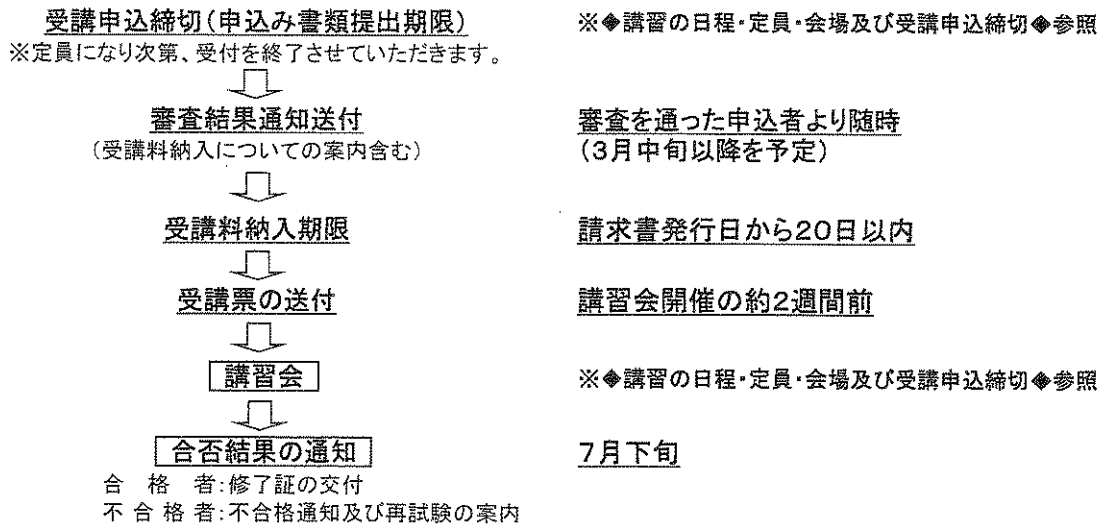 受講申込締切(申込み書類提出期限) ※◆講習の日程・定員・会場及び受講申込締切◆参照
※定員になり次第、受付を終了させていただきます。
審査結果通知送付 審査を通った申込者より随時
(受講料納入についての案内含む) (3月中旬以降を予定)
受講料納入期限 請求書発行日から20日以内
受講票の送付 講習会開催の約2週間前
講習会 ※◆講習の日程・定員・会場及び受講申込締切◆参照
合否結果の通知 7月下旬
合格者:修了証の交付
不合格者:不合格通知及び再試験の案内